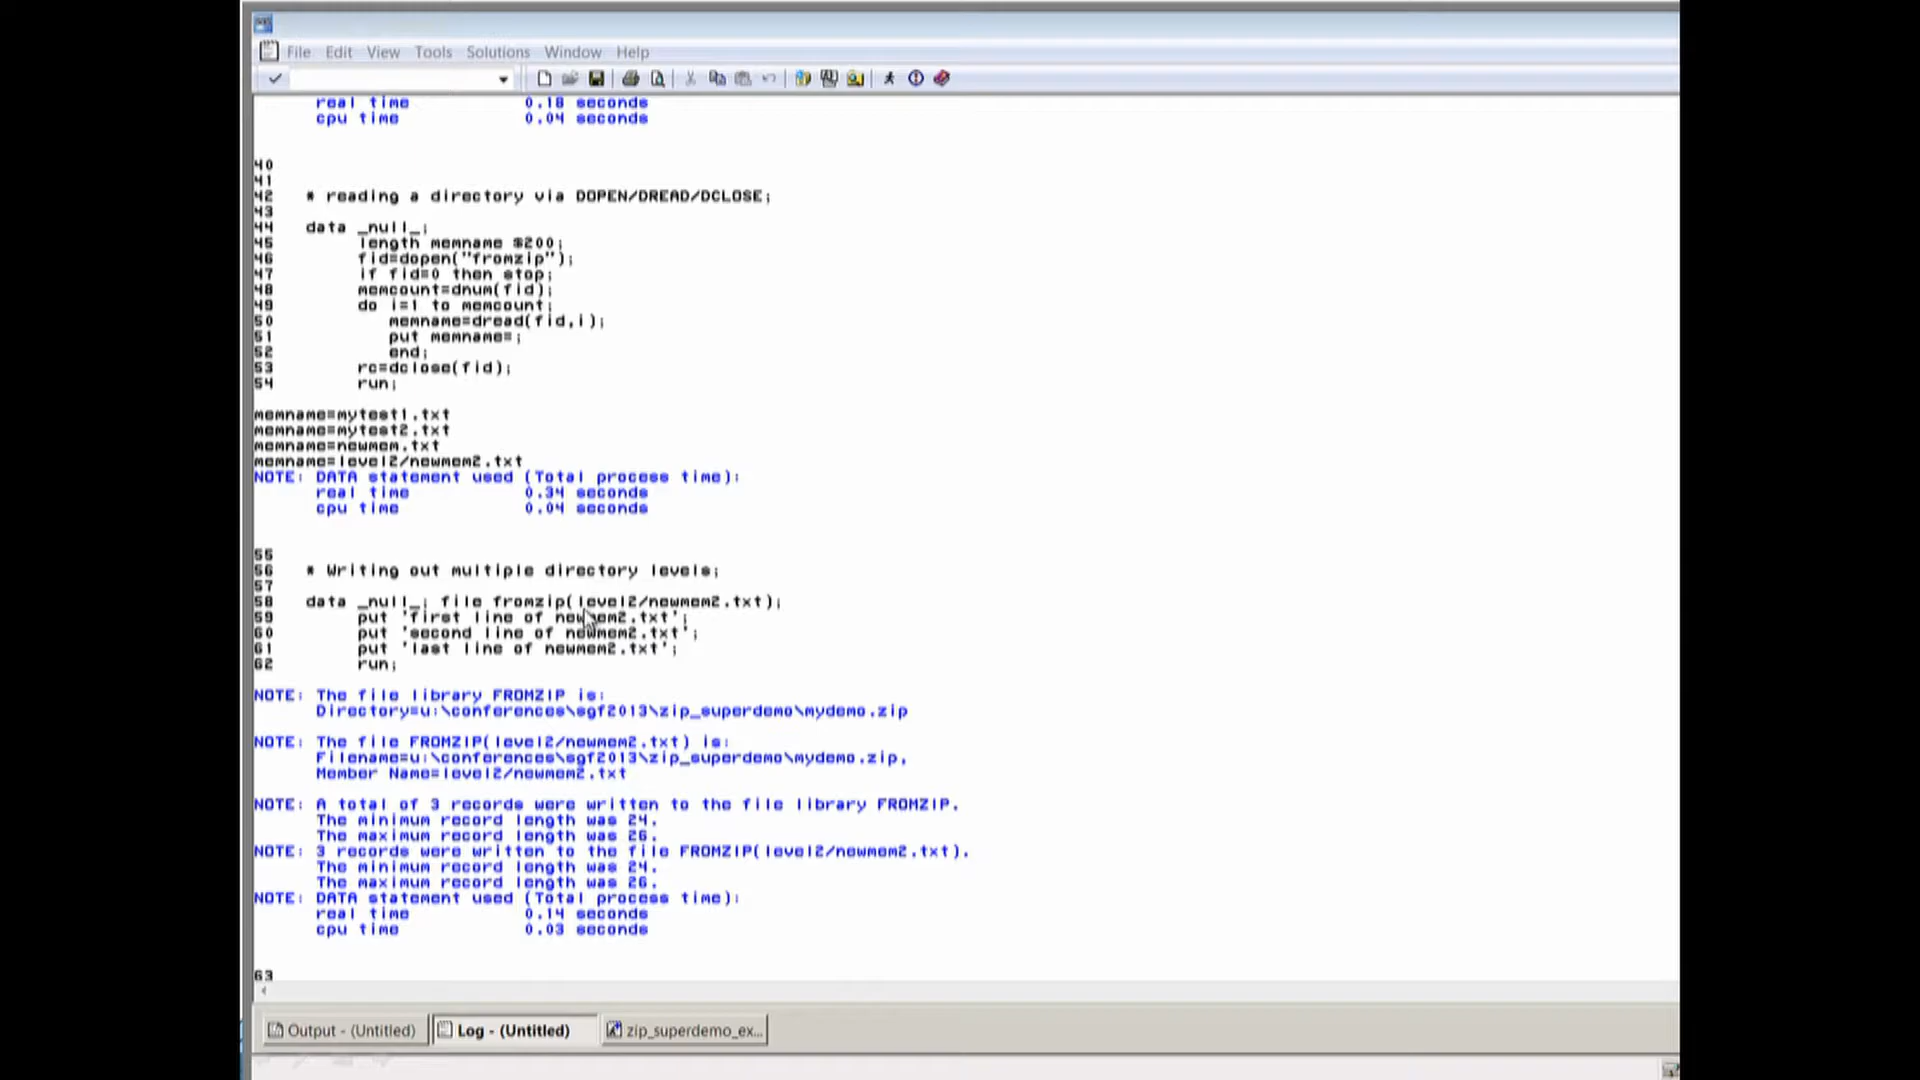 File Edit View Tools Solutions Window Help
real time 0.18 seconds
cpu time 0.04 seconds
40
41
42 * reading a directory via DOPEN/DREAD/DCLOSE;
43
44 data _null_;
45 length memname $200;
46 fid=dopen("fromzip");
47 if fid=0 then stop;
48 memcount=dnum(fid);
49 do i=1 to memcount;
50 memname=dread(fid,i);
51 put memname=;
52 end;
53 rc=dclose(fid);
54 run;
memname=mytest1.txt
memname=mytest2.txt
memname=newmem.txt
memname=level2/newmem2.txt
NOTE: DATA statement used (Total process time):
real time 0.34 seconds
cpu time 0.04 seconds
55
56 * Writing out multiple directory levels;
57
58 data _null_; file fromzip(level2/newmem2.txt);
59 put 'first line of newmem2.txt';
60 put 'second line of newmem2.txt';
61 put 'last line of newmem2.txt';
62 run;
NOTE: The file library FROMZIP is:
Directory=u:\conferences\sgf2013\zip_superdemo\mydemo.zip
NOTE: The file FROMZIP(level2/newmem2.txt) is:
Filename=u:\conferences\sgf2013\zip_superdemo\mydemo.zip,
Member Name=level2/newmem2.txt
NOTE: A total of 3 records were written to the file library FROMZIP.
The minimum record length was 24.
The maximum record length was 26.
NOTE: 3 records were written to the file FROMZIP(level2/newmem2.txt).
The minimum record length was 24.
The maximum record length was 26.
NOTE: DATA statement used (Total process time):
real time 0.14 seconds
cpu time 0.03 seconds
63
Output - (Untitled) Log - (Untitled) zip_superdemo_ex...